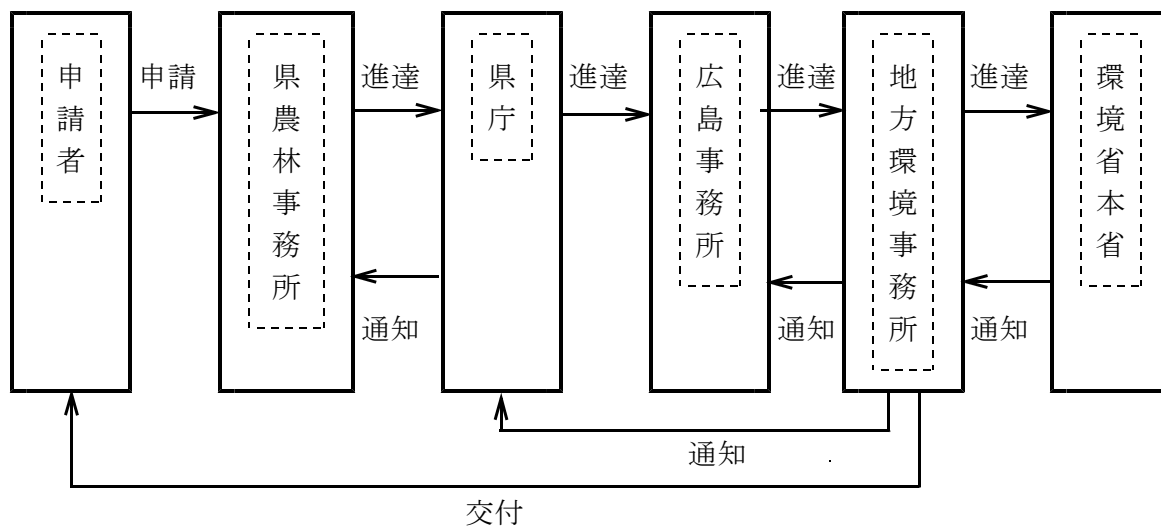 申請者
申請
県農林事務所
進達
県庁
進達
広島事務所
進達
地方環境事務所
進達
環境省本省
通知
通知
通知
通知
交付